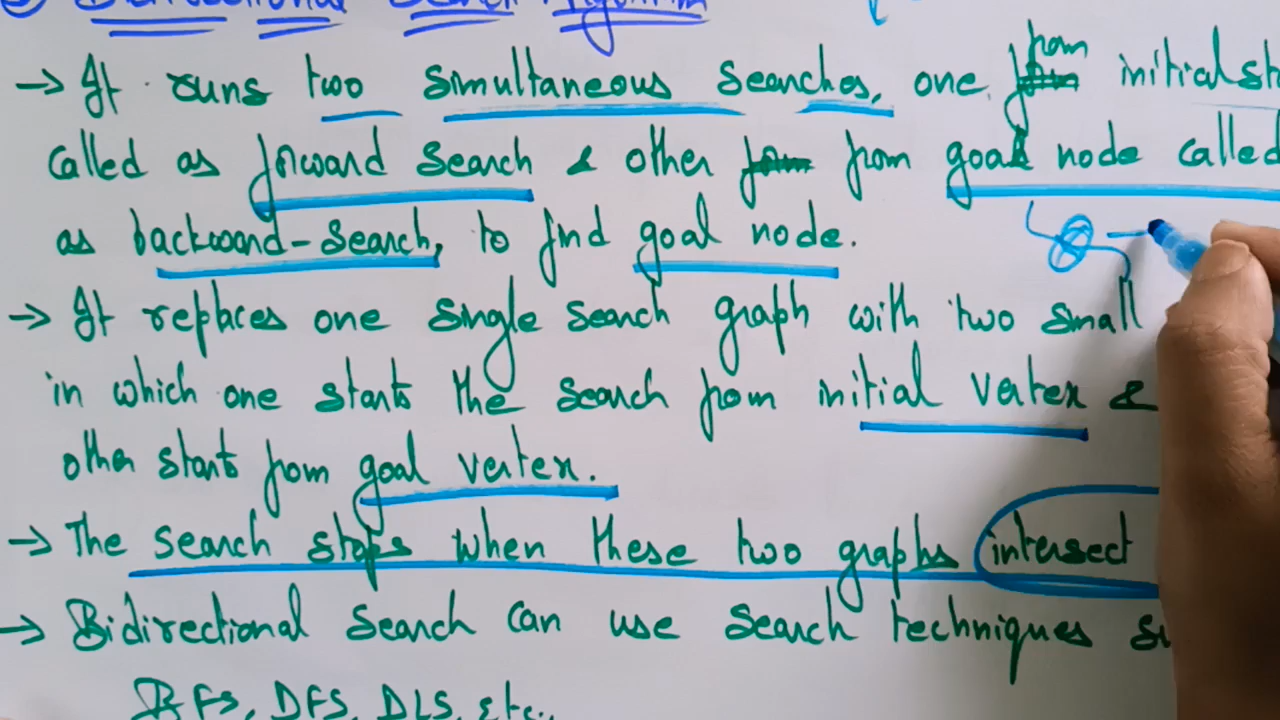 Bidirectional Search Algorithm
→ It runs two simultaneous searches, one from initial
called as forward search & other from goal node called
as backward-search, to find goal node.
→ It replaces one single search graph with two small
in which one starts the search from initial vertex &
other starts from goal vertex.
→ The search stops when these two graphs intersect
→ Bidirectional search can use search techniques
BFS, DFS, DLS, etc..